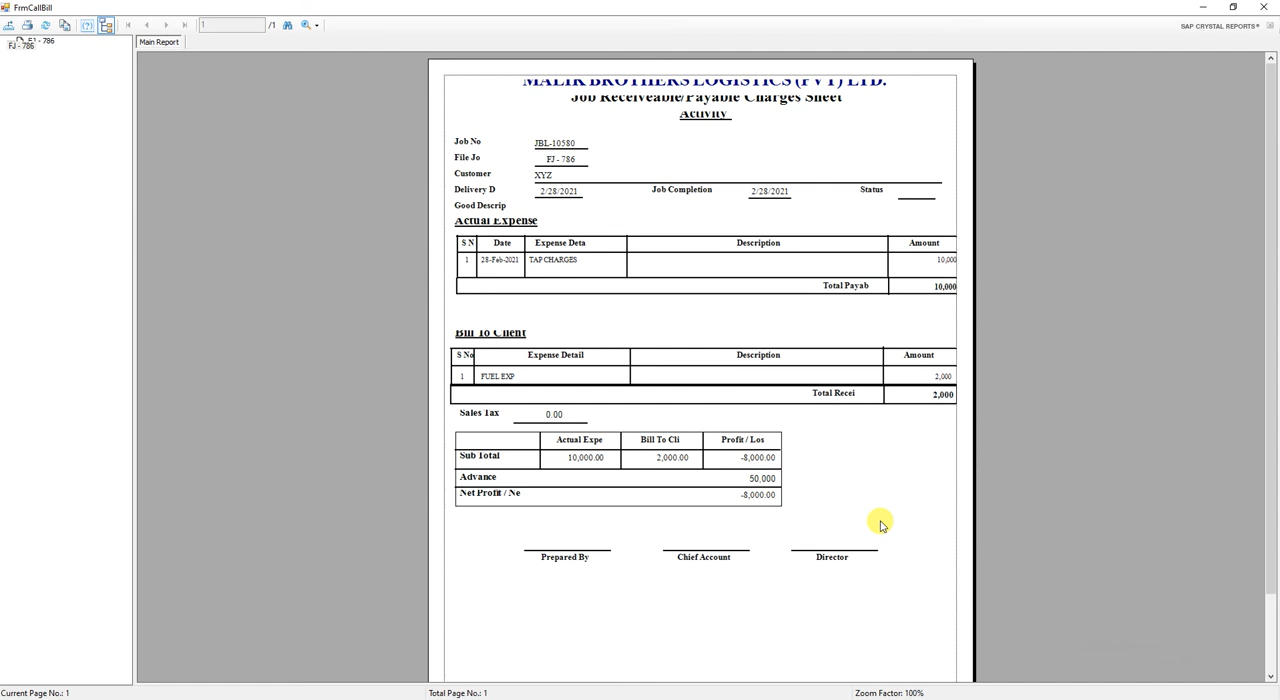 FrmCallBill
1 /1 SAP CRYSTAL REPORTS®
FJ - 786
FJ - 786
Main Report
MALIK BROTHERS LOGISTICS (PVT) LTD.
Job Receiveable/Payable Charges Sheet
Activity
Job No JBL-10580
File Jo FJ - 786
Customer XYZ
Delivery D 2/28/2021 Job Completion 2/28/2021 Status
Good Descrip
Actual Expense
S N Date Expense Deta Description Amount
1 28-Feb-2021 TAP CHARGES 10,000
Total Payab 10,000
Bill To Client
S No Expense Detail Description Amount
1 FUEL EXP 2,000
Total Recei 2,000
Sales Tax 0.00
Actual Expe Bill To Cli Profit / Los
Sub Total 10,000.00 2,000.00 -8,000.00
Advance 50,000
Net Profit / Ne -8,000.00
Prepared By Chief Account Director
Current Page No.: 1 Total Page No.: 1 Zoom Factor: 100%